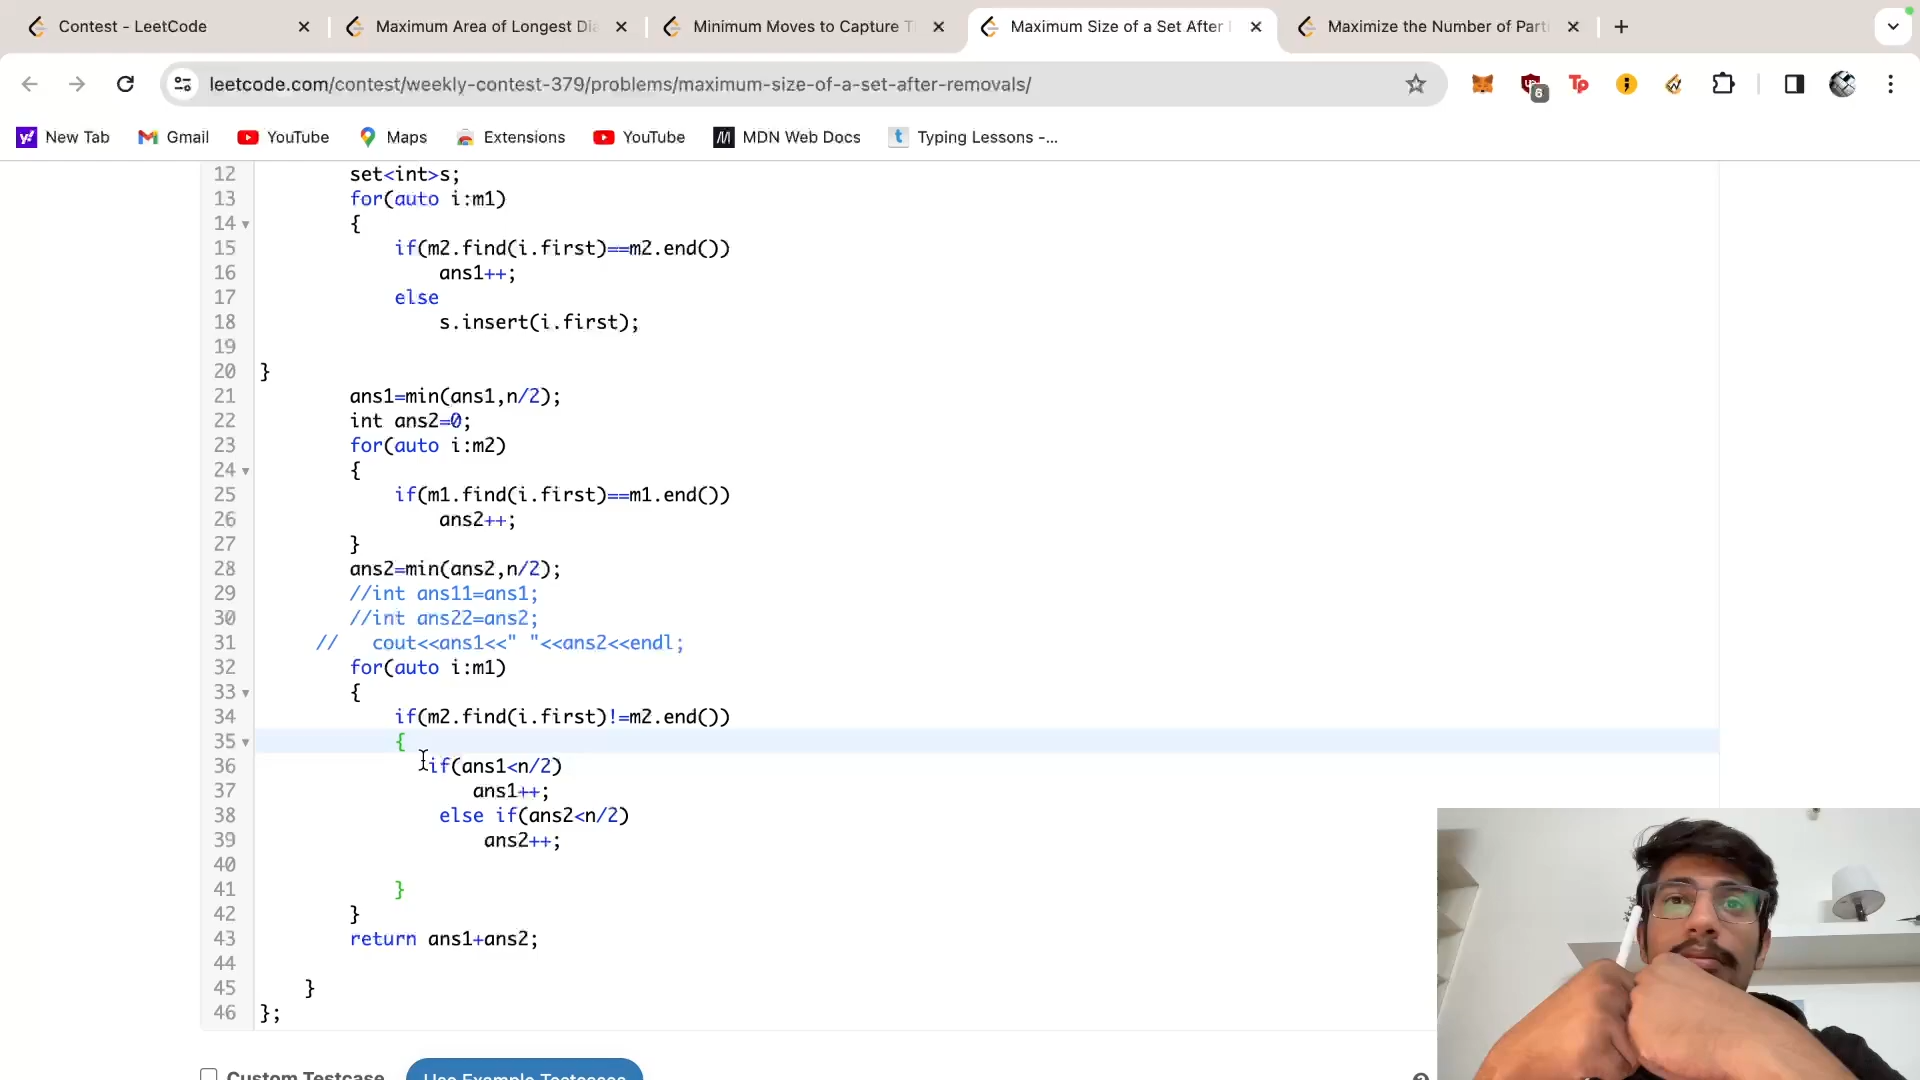 Contest - LeetCode
Maximum Area of Longest Dia
Minimum Moves to Capture T
Maximum Size of a Set After
Maximize the Number of Part
leetcode.com/contest/weekly-contest-379/problems/maximum-size-of-a-set-after-removals/
6
Tp
New Tab
Gmail
YouTube
Maps
Extensions
YouTube
MDN Web Docs
Typing Lessons -...
12 set<int>s;
13 for(auto i:m1)
14 {
15 if(m2.find(i.first)==m2.end())
16 ans1++;
17 else
18 s.insert(i.first);
19
20 }
21 ans1=min(ans1,n/2);
22 int ans2=0;
23 for(auto i:m2)
24 {
25 if(m1.find(i.first)==m1.end())
26 ans2++;
27 }
28 ans2=min(ans2,n/2);
29 //int ans11=ans1;
30 //int ans22=ans2;
31 // cout<<ans1<<" "<<ans2<<endl;
32 for(auto i:m1)
33 {
34 if(m2.find(i.first)!=m2.end())
35 {
36 if(ans1<n/2)
37 ans1++;
38 else if(ans2<n/2)
39 ans2++;
40
41 }
42 }
43 return ans1+ans2;
44
45 }
46 };
Custom Testcase
Use Example Testcases